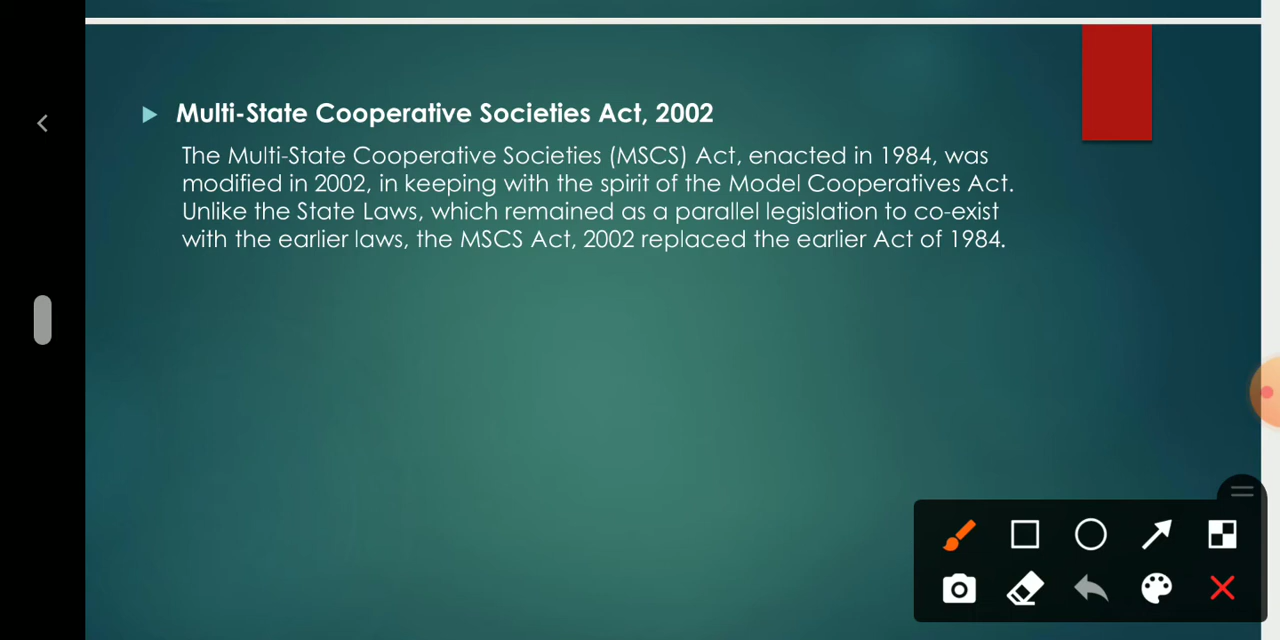 Multi-State Cooperative Societies Act, 2002
The Multi-State Cooperative Societies (MSCS) Act, enacted in 1984, was
modified in 2002, in keeping with the spirit of the Model Cooperatives Act.
Unlike the State Laws, which remained as a parallel legislation to co-exist
with the earlier laws, the MSCS Act, 2002 replaced the earlier Act of 1984.